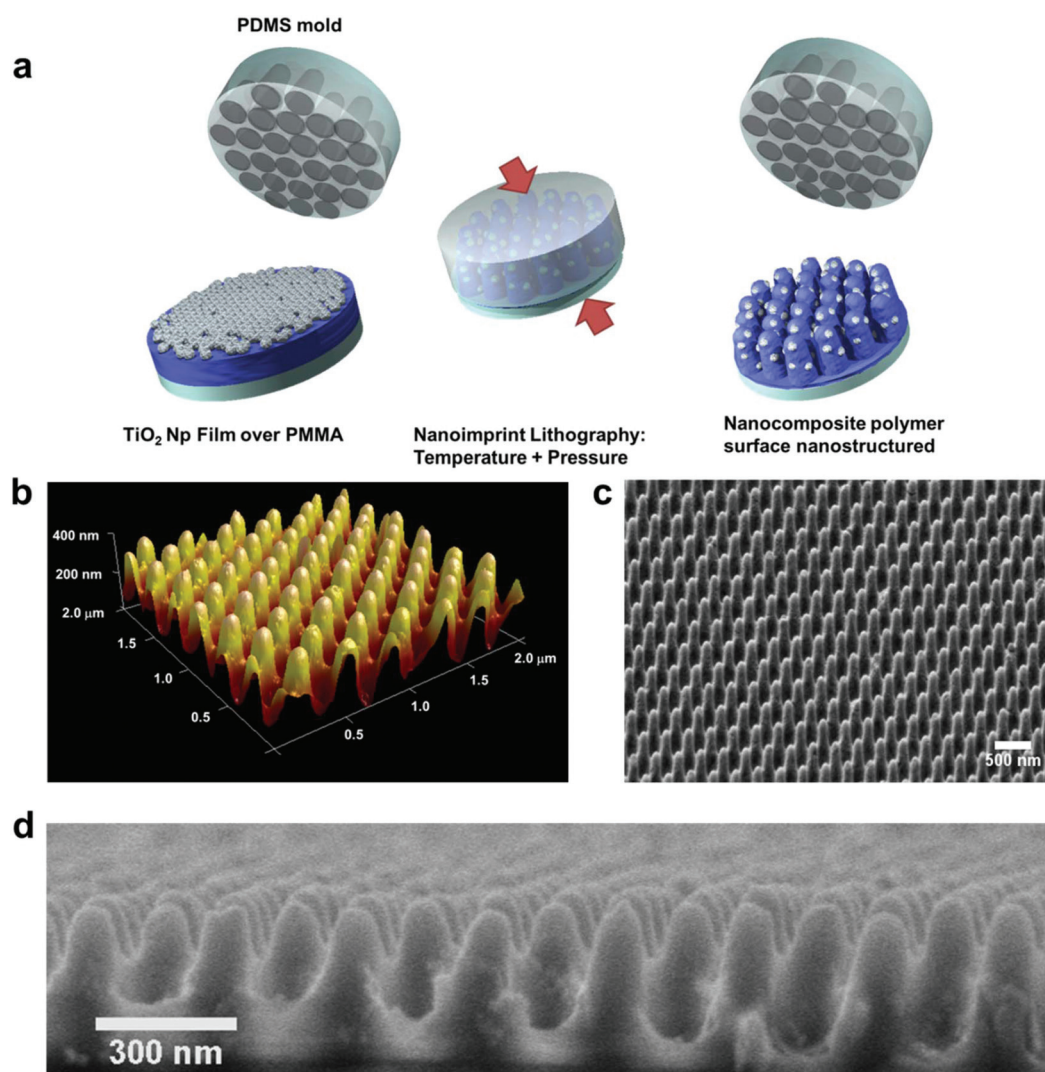 PDMS mold
a
TiO₂ Np Film over PMMA
Nanoimprint Lithography:
Temperature + Pressure
Nanocomposite polymer
surface nanostructured
b
400 nm
200 nm
2.0 μm
1.5
1.0
0.5
0.5
1.0
1.5
2.0 μm
c
500 nm
d
300 nm